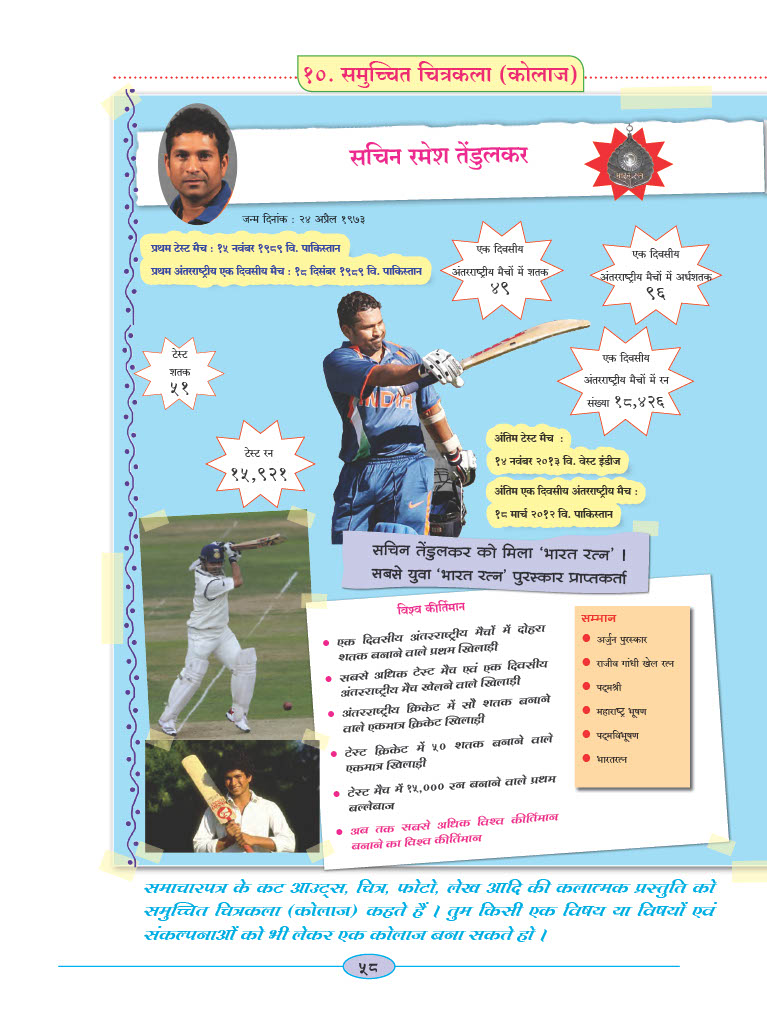 १०. समुच्चित चित्रकला (कोलाज)
सचिन रमेश तेंडुलकर
भारत रत्न
जन्म दिनांक : २४ अप्रैल १९७३
प्रथम टेस्ट मैच : १५ नवंबर १९८९ वि. पाकिस्तान
प्रथम अंतरराष्ट्रीय एक दिवसीय मैच : १८ दिसंबर १९८९ वि. पाकिस्तान
एक दिवसीय
अंतरराष्ट्रीय मैचों में शतक
४९
एक दिवसीय
अंतरराष्ट्रीय मैचों में अर्धशतक
९६
टेस्ट
शतक
५१
एक दिवसीय
अंतरराष्ट्रीय मैचों में रन
संख्या १८,४२६
टेस्ट रन
१५,९२१
INDIA
अंतिम टेस्ट मैच :
१४ नवंबर २०१३ वि. वेस्ट इंडीज
अंतिम एक दिवसीय अंतरराष्ट्रीय मैच :
१८ मार्च २०१२ वि. पाकिस्तान
सचिन तेंडुलकर को मिला ‘भारत रत्न’ ।
सबसे युवा ‘भारत रत्न’ पुरस्कार प्राप्तकर्ता
विश्व कीर्तिमान
• एक दिवसीय अंतरराष्ट्रीय मैचों में दोहरा
शतक बनाने वाले प्रथम खिलाड़ी
• सबसे अधिक टेस्ट मैच एवं एक दिवसीय
अंतरराष्ट्रीय मैच खेलने वाले खिलाड़ी
• अंतरराष्ट्रीय क्रिकेट में सौ शतक बनाने
वाले एकमात्र क्रिकेट खिलाड़ी
• टेस्ट क्रिकेट में ५० शतक बनाने वाले
एकमात्र खिलाड़ी
• टेस्ट मैच में १५,००० रन बनाने वाले प्रथम
बल्लेबाज
• अब तक सबसे अधिक विश्व कीर्तिमान
बनाने का विश्व कीर्तिमान
सम्मान
• अर्जुन पुरस्कार
• राजीव गांधी खेल रत्न
• पद्मश्री
• महाराष्ट्र भूषण
• पद्मविभूषण
• भारतरत्न
समाचारपत्र के कट आउट्स, चित्र, फोटो, लेख आदि की कलात्मक प्रस्तुति को
समुच्चित चित्रकला (कोलाज) कहते हैं । तुम किसी एक विषय या विषयों एवं
संकल्पनाओं को भी लेकर एक कोलाज बना सकते हो ।
५८